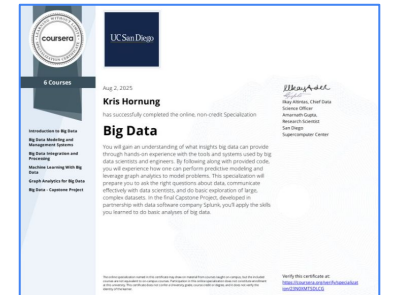 coursera
UC San Diego
6 Courses
Introduction to Big Data
Big Data Modeling and
Management Systems
Big Data Integration and
Processing
Machine Learning With Big
Data
Graph Analytics for Big Data
Big Data - Capstone Project
Aug 2, 2025
Kris Hornung
has successfully completed the online, non-credit Specialization
Big Data
You will gain an understanding of what insights big data can provide
through hands-on experience with the tools and systems used by big
data scientists and engineers. By following along with provided code,
you will experience how one can perform predictive modeling and
leverage graph analytics to model problems. This specialization will
prepare you to ask the right questions about data, communicate
effectively with data scientists, and do basic exploration of large,
complex datasets. In the final Capstone Project, developed in
partnership with data software company Splunk, you'll apply the skills
you learned to do basic analyses of big data.
Ilkay Altintas, Chief Data
Science Officer
Amarnath Gupta,
Research Scientist
San Diego
Supercomputer Center
Verify this certificate at: